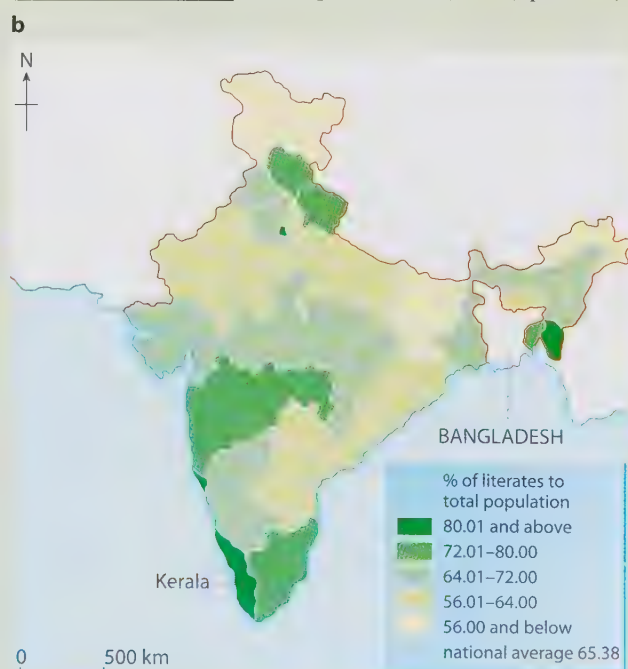 b
N
BANGLADESH
% of literates to
total population
80.01 and above
72.01–80.00
64.01–72.00
56.01–64.00
56.00 and below
national average 65.38
Kerala
0 500 km